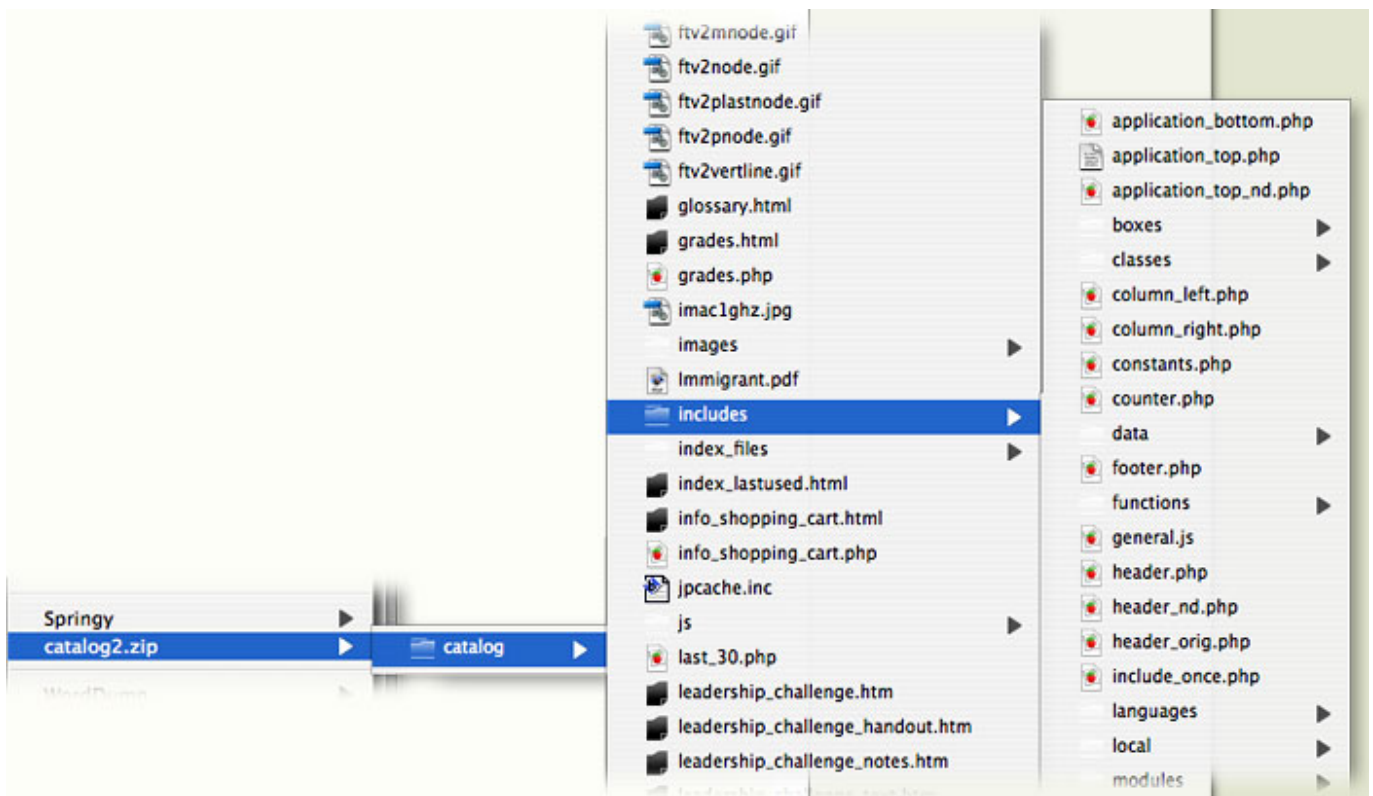 Springy
catalog2.zip
WordDump
catalog
ftv2mnode.gif
ftv2node.gif
ftv2plastnode.gif
ftv2pnode.gif
ftv2vertline.gif
glossary.html
grades.html
grades.php
imac1ghz.jpg
images
Immigrant.pdf
includes
index_files
index_lastused.html
info_shopping_cart.html
info_shopping_cart.php
jpcache.inc
js
last_30.php
leadership_challenge.htm
leadership_challenge_handout.htm
leadership_challenge_notes.htm
application_bottom.php
application_top.php
application_top_nd.php
boxes
classes
column_left.php
column_right.php
constants.php
counter.php
data
footer.php
functions
general.js
header.php
header_nd.php
header_orig.php
include_once.php
languages
local
modules